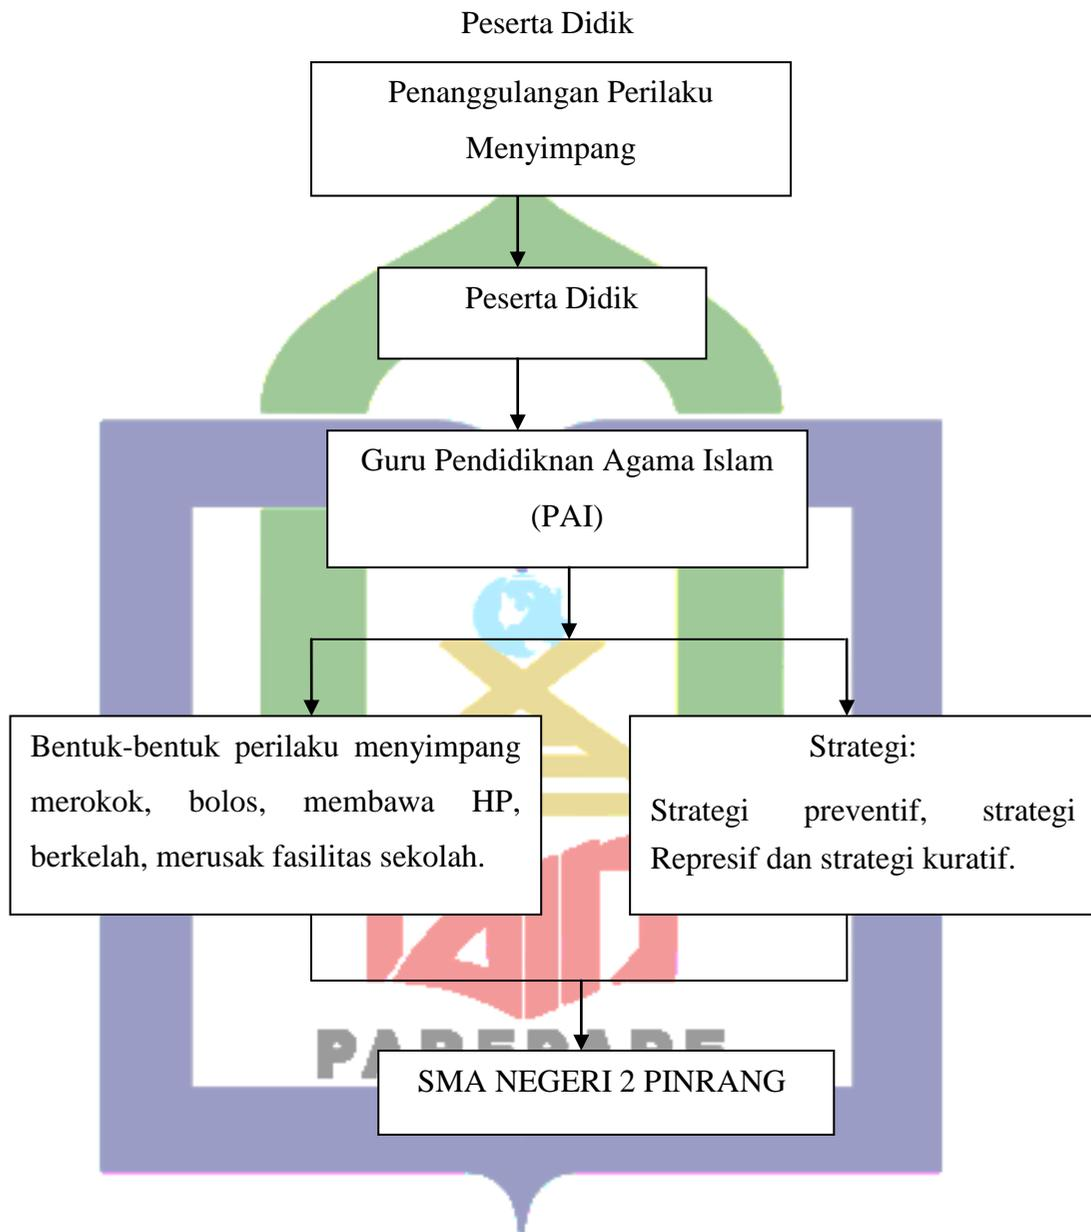 Peserta Didik
Penanggulangan Perilaku
Menyimpang
Peserta Didik
Guru Pendidiknan Agama Islam
(PAI)
Bentuk-bentuk perilaku menyimpang
merokok, bolos, membawa HP,
berkelah, merusak fasilitas sekolah.
Strategi:
Strategi preventif, strategi
Represif dan strategi kuratif.
PAREPARE
SMA NEGERI 2 PINRANG